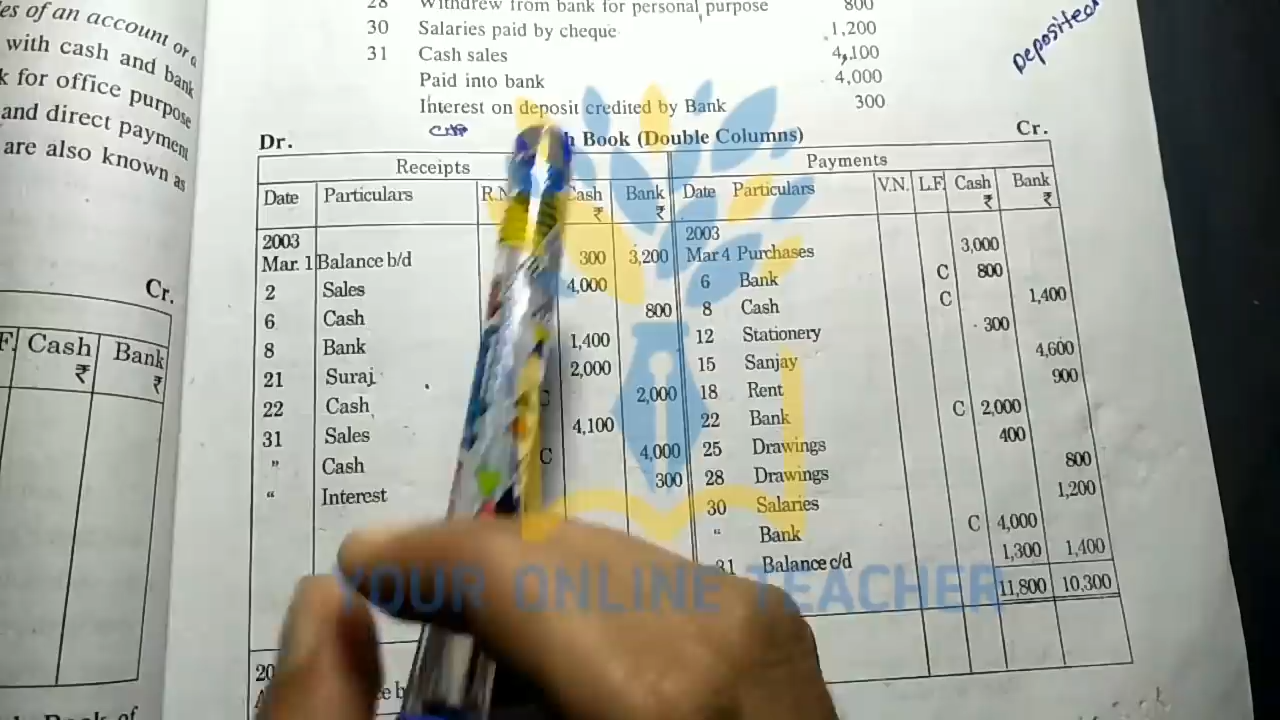 es of an account or a
with cash and bank
k for office purpose
and direct payment
are also known as
Cr.
F. Cash Bank
₹ ₹
28 Withdrew from bank for personal purpose 800
30 Salaries paid by cheque 1,200
31 Cash sales 4,100
Paid into bank 4,000
Interest on deposit credited by Bank 300
Deposited
Dr. h Book (Double Columns) Cr.
Receipts Payments
Date Particulars R.N. Cash Bank Date Particulars V.N. L.F. Cash Bank
₹ ₹ ₹ ₹
2003 2003
Mar. 1 Balance b/d 300 3,200 Mar 4 Purchases 3,000
2 Sales 4,000 6 Bank C 800
6 Cash 800 8 Cash C 1,400
8 Bank 1,400 12 Stationery 300
21 Suraj 2,000 15 Sanjay 4,600
22 Cash C 2,000 18 Rent 900
31 Sales 4,100 22 Bank C 2,000
" Cash C 4,000 25 Drawings 400
" Interest 300 28 Drawings 800
30 Salaries 1,200
" Bank C 4,000
31 Balance c/d 1,300 1,400
11,800 10,300
20
YOUR ONLINE TEACHER